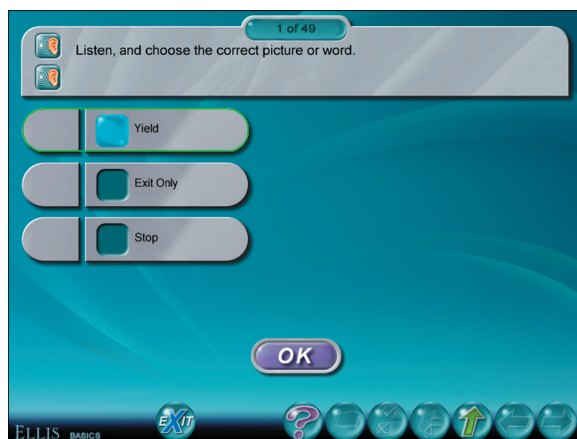 1 of 49
Listen, and choose the correct picture or word.
Yield
Exit Only
Stop
OK
EXIT
ELLIS BASICS